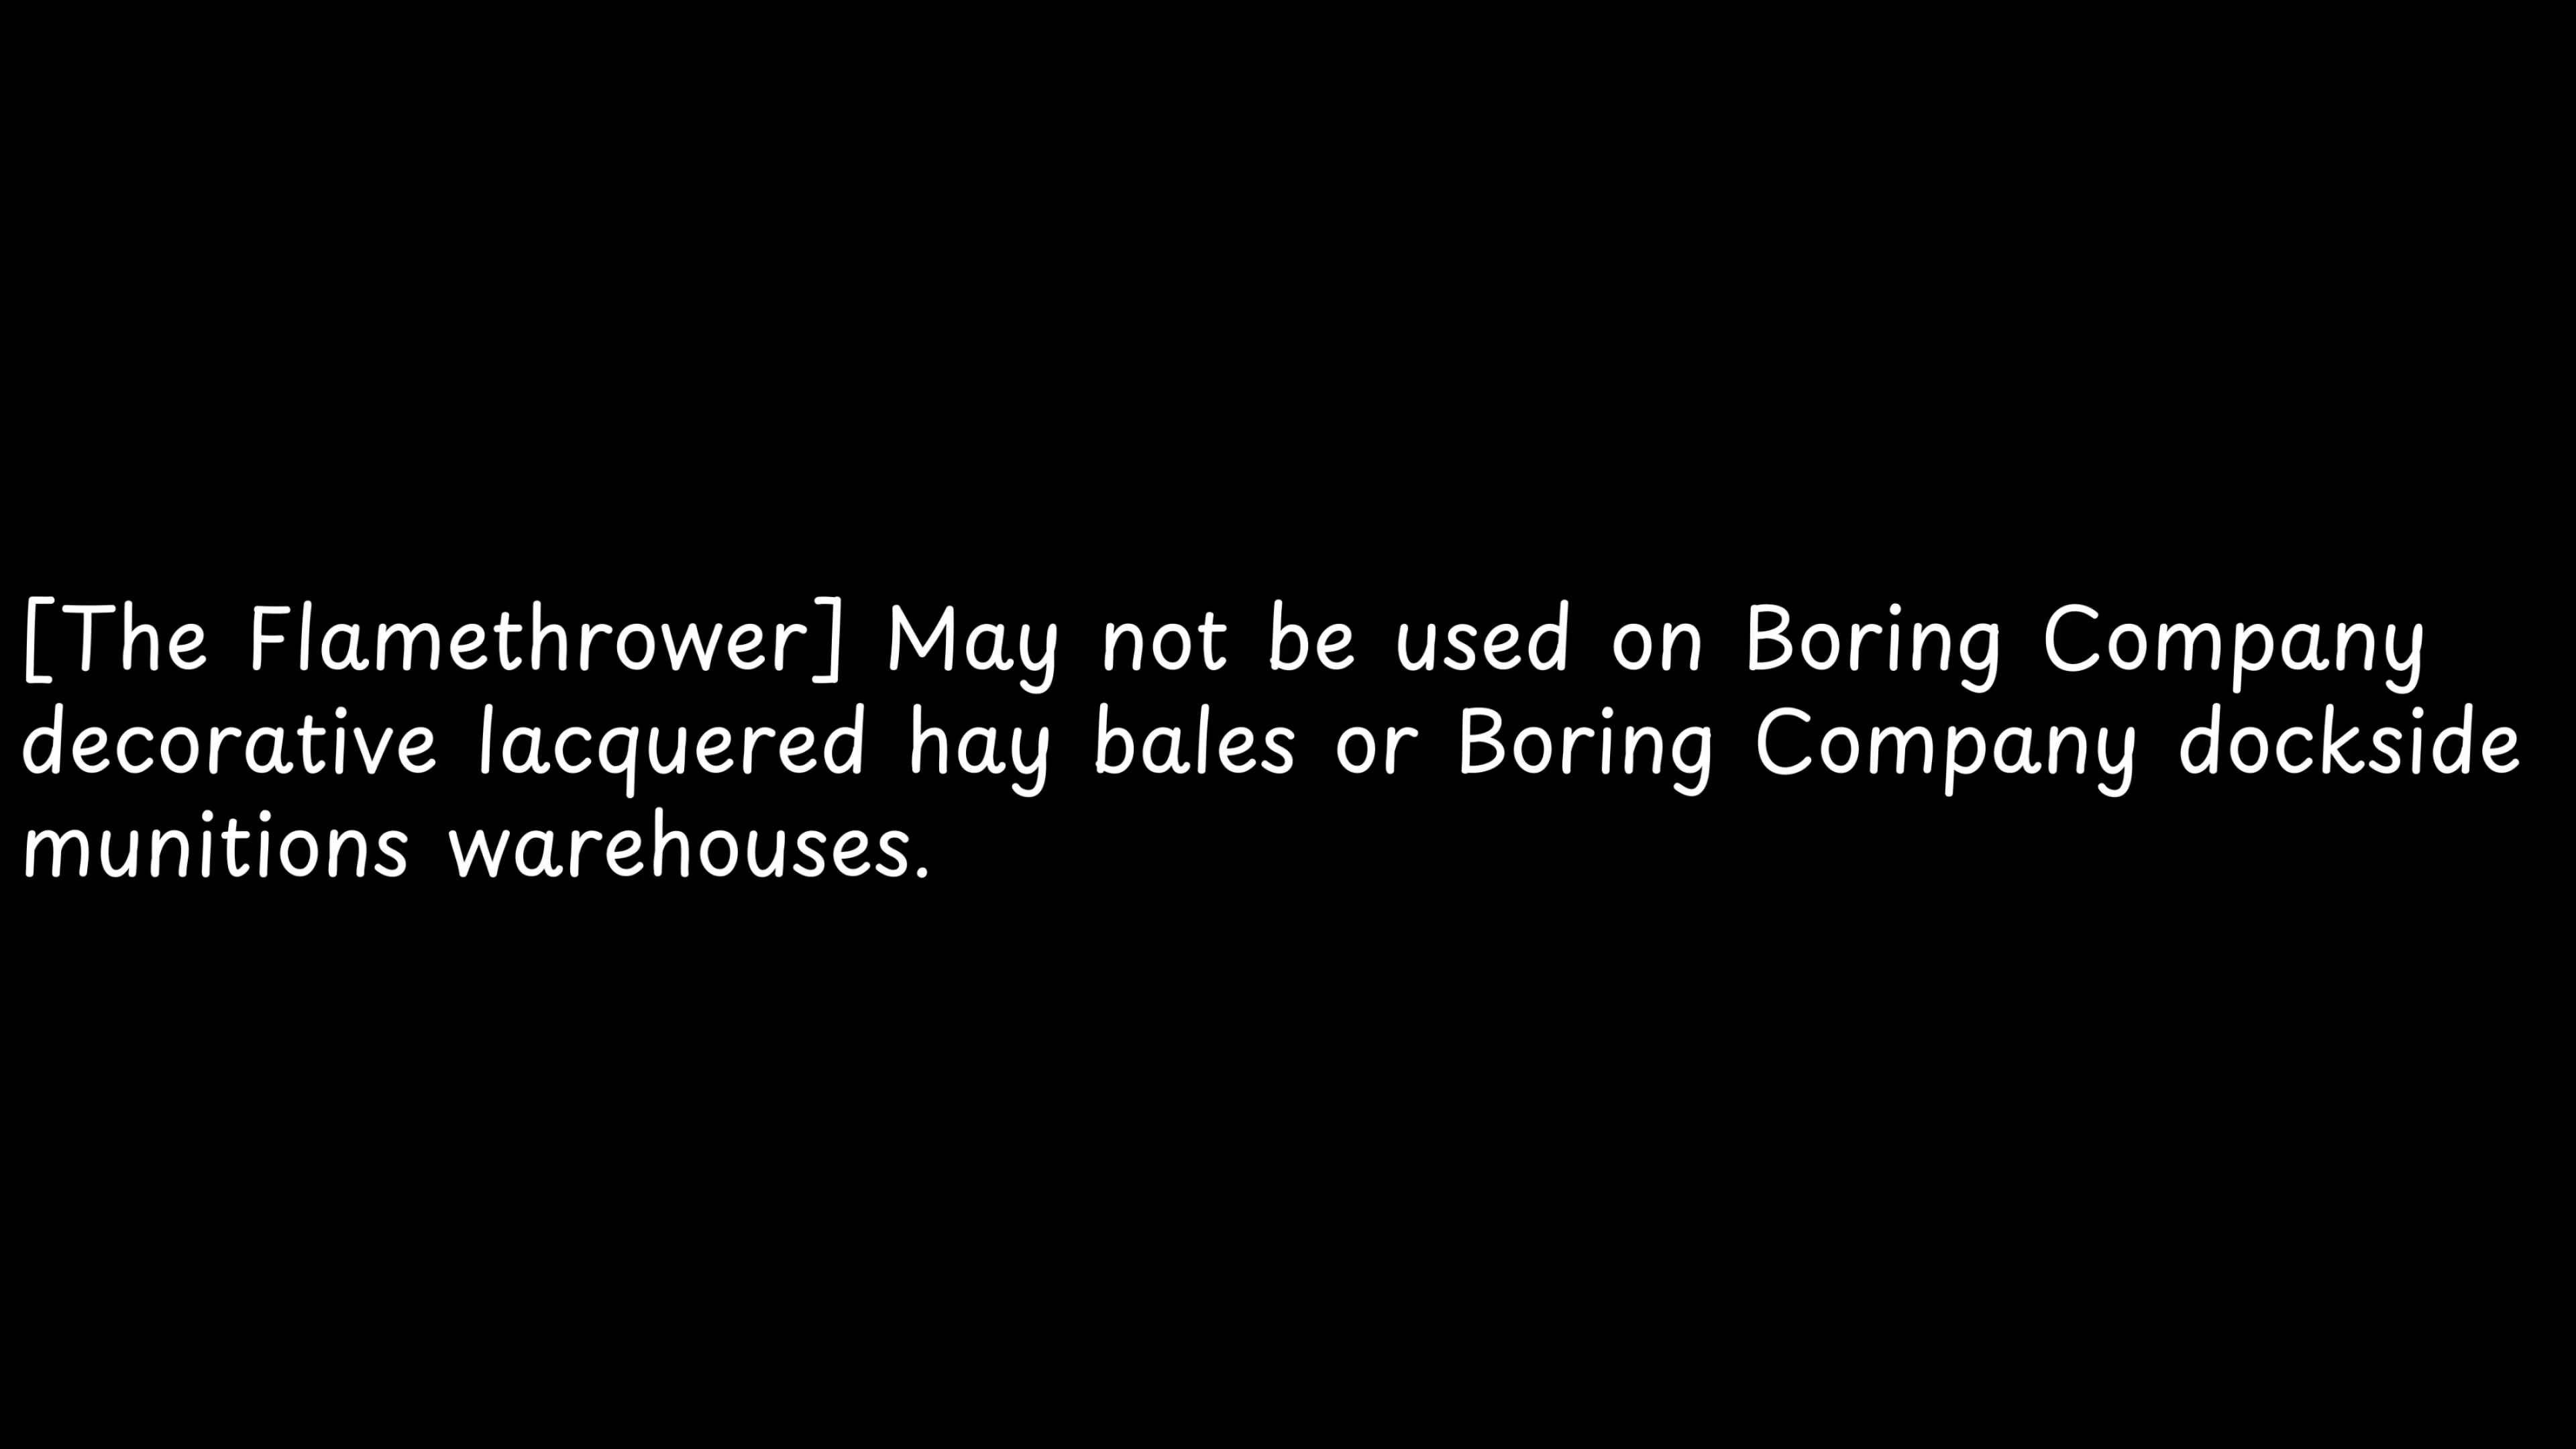 [The Flamethrower] May not be used on Boring Company
decorative lacquered hay bales or Boring Company dockside
munitions warehouses.